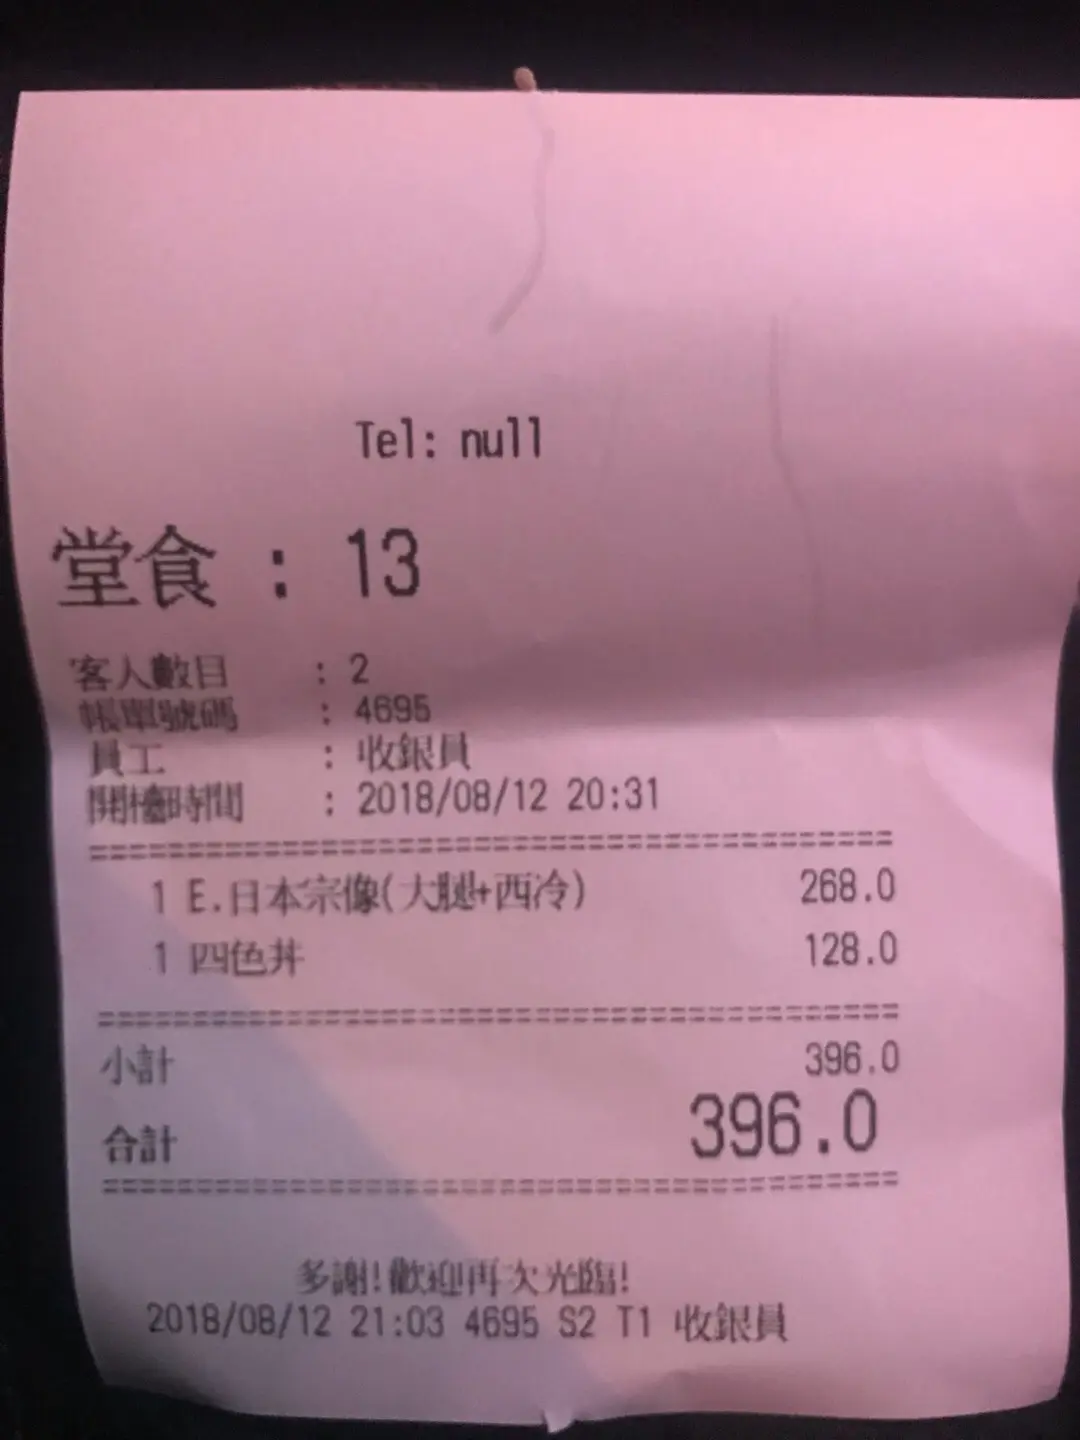 Tel: null
堂食 : 13
客人數目 : 2
帳單號碼 : 4695
員工 : 收銀員
開檯時間 : 2018/08/12 20:31
1 E.日本宗像(大腿+西冷) 268.0
1 四色丼 128.0
小計 396.0
合計 396.0
多謝!歡迎再次光臨!
2018/08/12 21:03 4695 S2 T1 收銀員